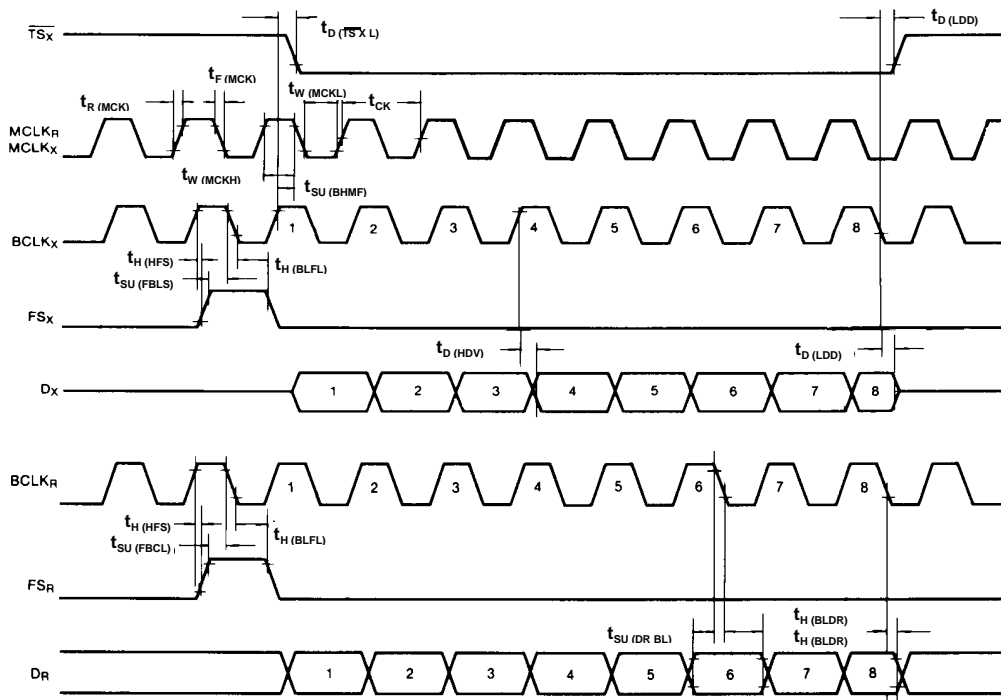 TSX
tD (TS X L)
tD (LDD)
tR (MCK)
tF (MCK)
tW (MCKL)
tCK
MCLKR
MCLKX
tW (MCKH)
tSU (BHMF)
BCLKX
1 2 3 4 5 6 7 8
tH (HFS)
tH (BLFL)
tSU (FBLS)
FSX
tD (HDV)
tD (LDD)
DX
1 2 3 4 5 6 7 8
BCLKR
1 2 3 4 5 6 7 8
tH (HFS)
tH (BLFL)
tSU (FBCL)
FSR
tH (BLDR)
tSU (DR BL)
tH (BLDR)
DR
1 2 3 4 5 6 7 8